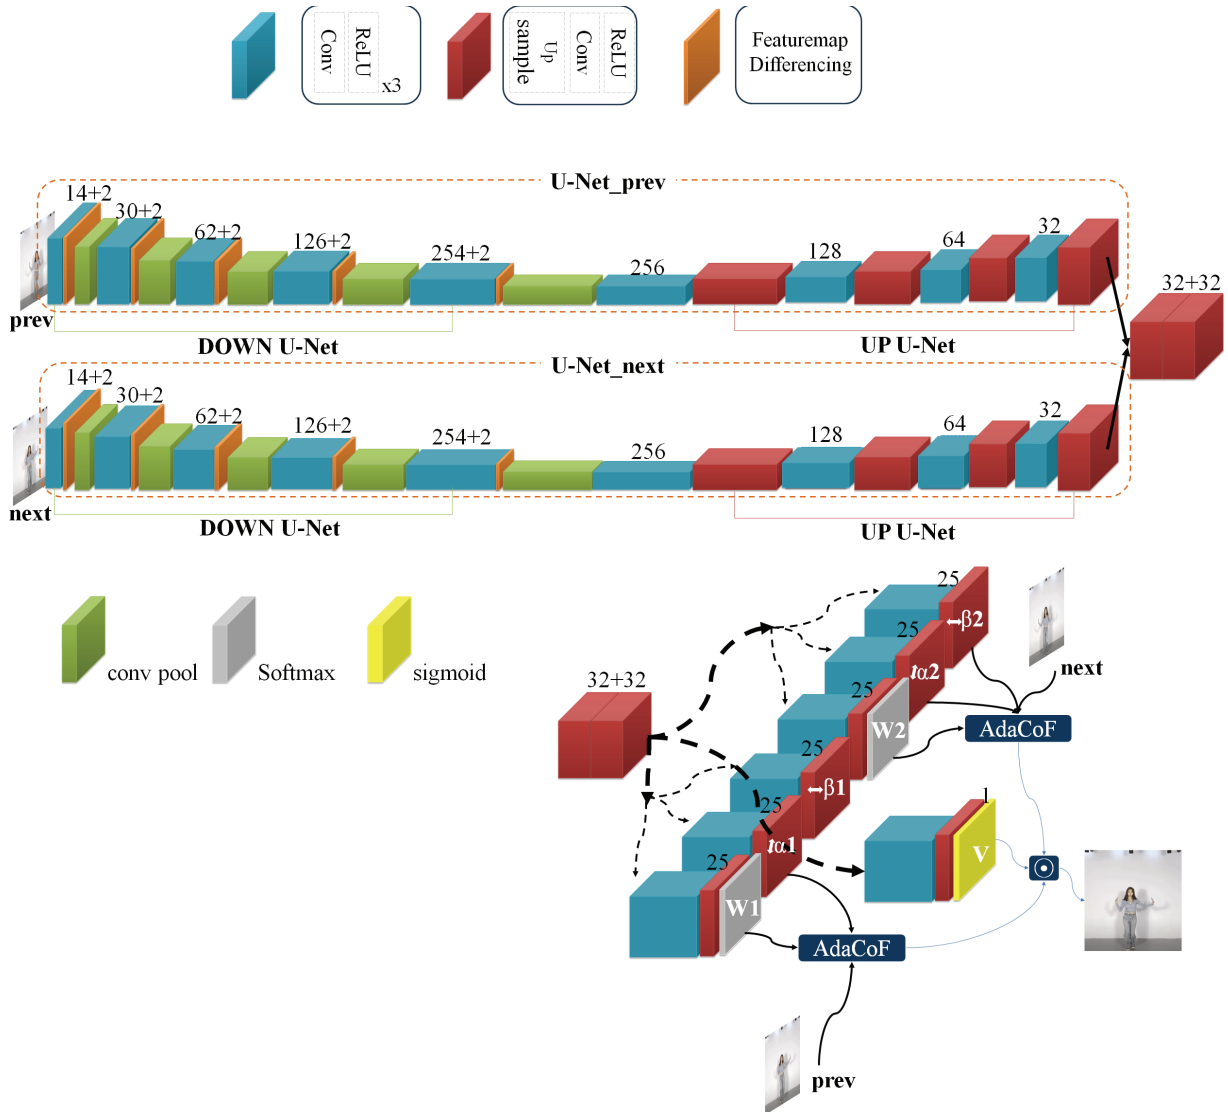 Conv
ReLU
x3
Up
sample
Conv
ReLU
Featuremap
Differencing
U-Net_prev
14+2
30+2
62+2
126+2
254+2
256
128
64
32
32+32
prev
DOWN U-Net
UP U-Net
U-Net_next
14+2
30+2
62+2
126+2
254+2
256
128
64
32
next
DOWN U-Net
UP U-Net
conv pool
Softmax
sigmoid
32+32
25
β2
25
tα2
25
W2
25
β1
25
tα1
25
W1
next
AdaCoF
1
V
AdaCoF
prev